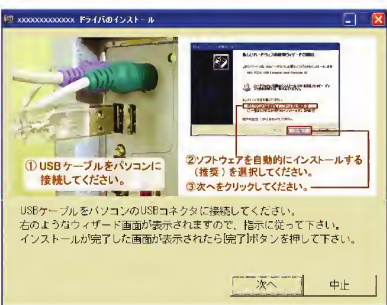 xxxxxxxxxxxxx ドライバのインストール
① USB ケーブルをパソコンに
接続してください。
②ソフトウェアを自動的にインストールする
(推奨) を選択してください。
③次へをクリックしてください。
USBケーブルをパソコンのUSBコネクタに接続してください。
右のようなウィザード画面が表示されますので、指示に従って下さい。
インストールが完了した画面が表示されたら[完了]ボタンを押して下さい。
次へ
中止